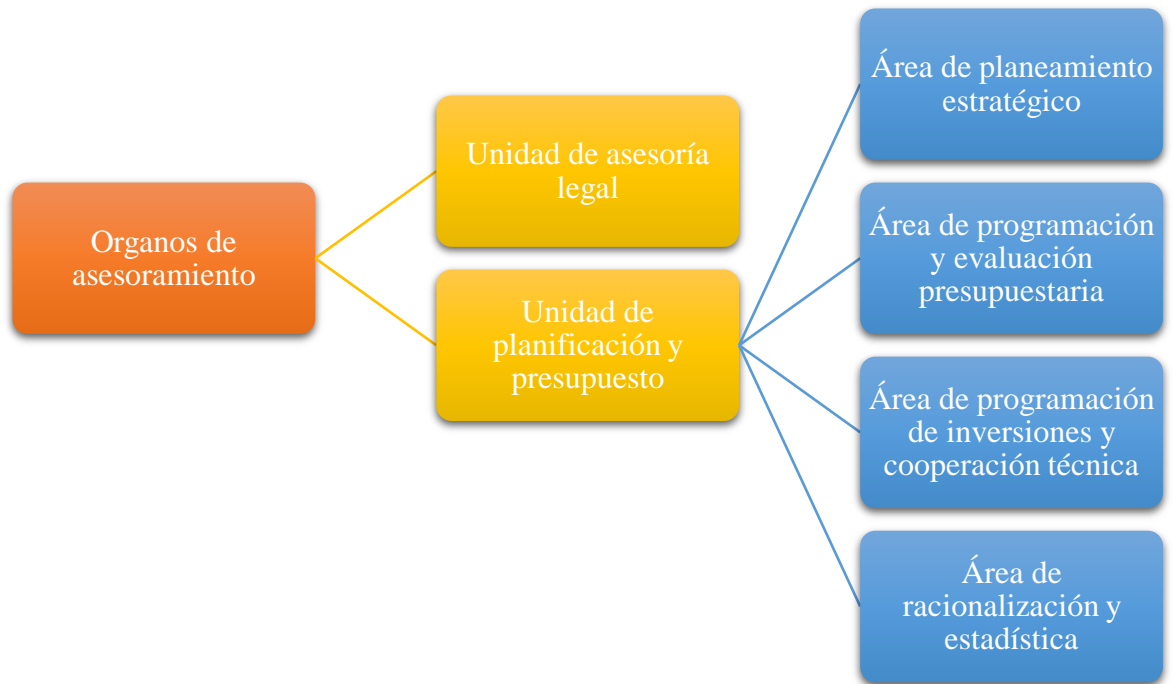 Organos de
asesoramiento
Unidad de asesoría
legal
Unidad de
planificación y
presupuesto
Área de planeamiento
estratégico
Área de programación
y evaluación
presupuestaria
Área de programación
de inversiones y
cooperación técnica
Área de
racionalización y
estadística